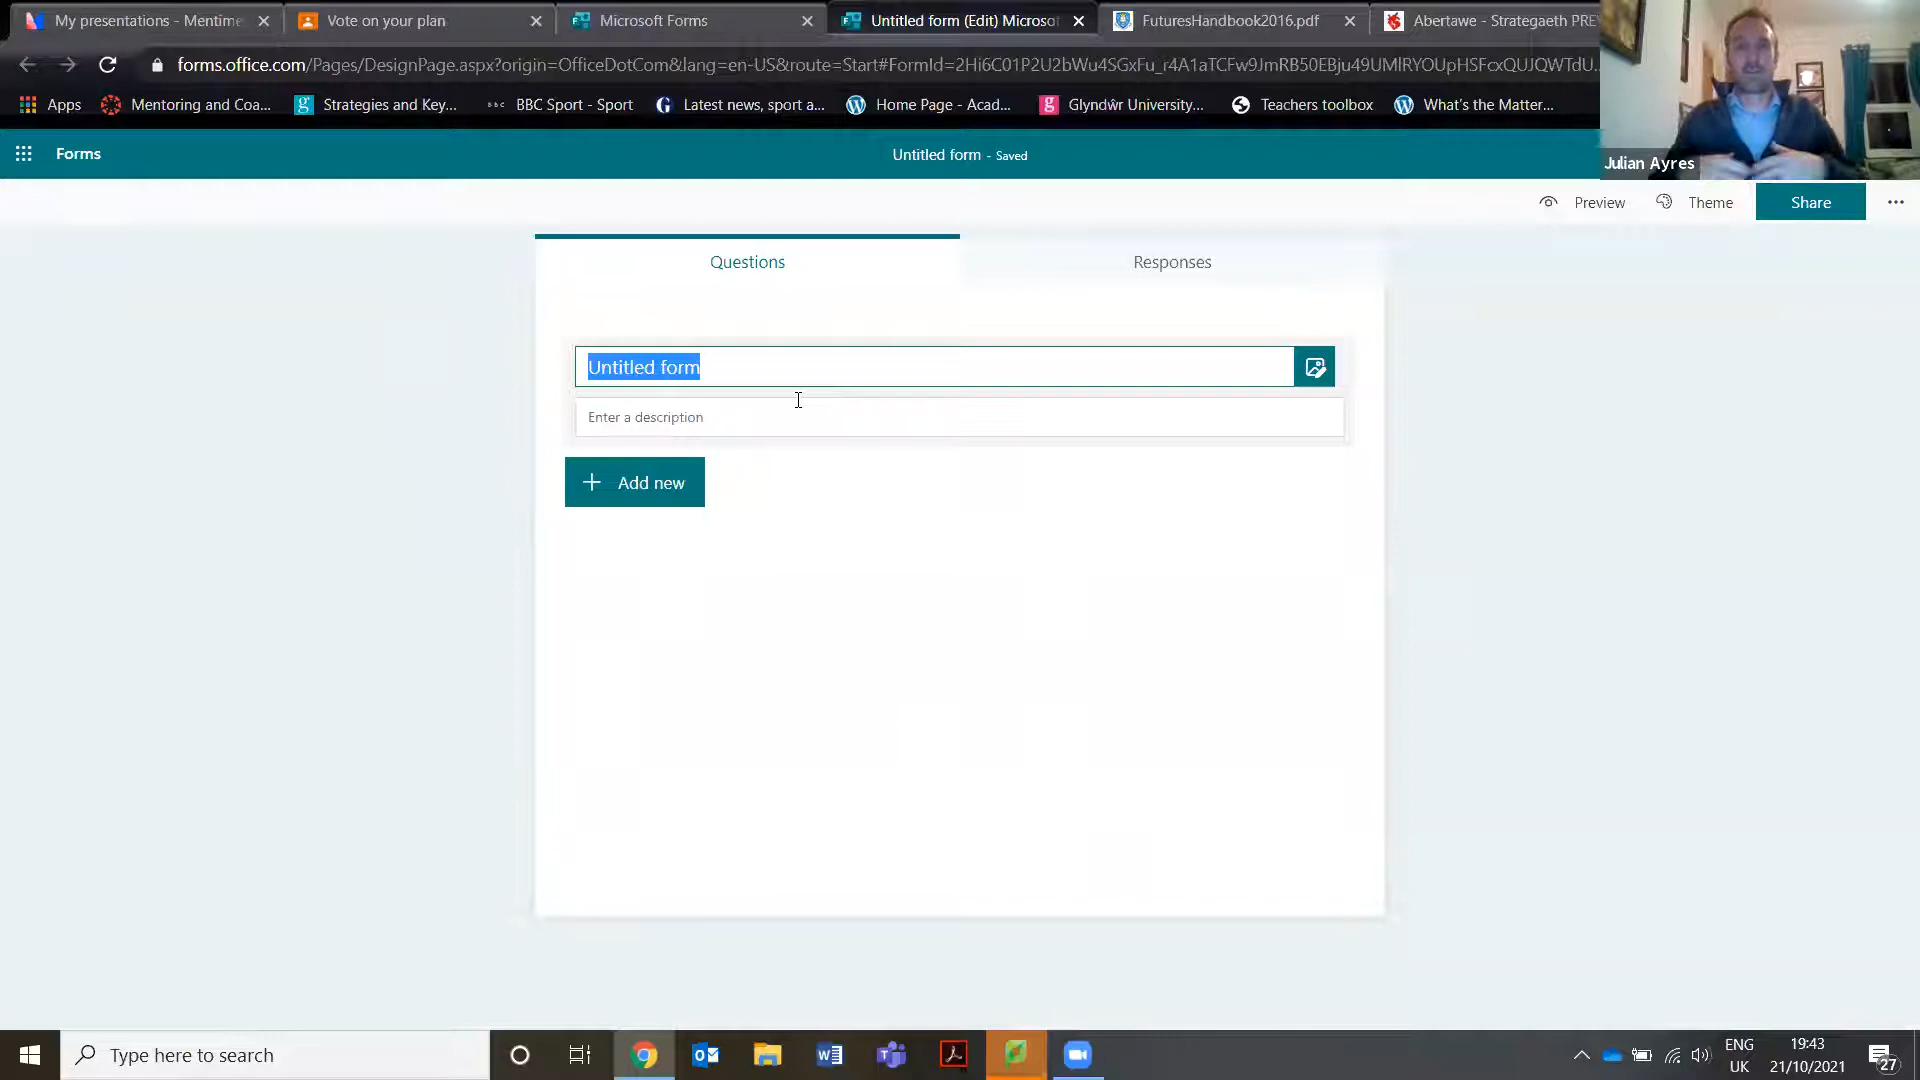 My presentations - Mentime
Vote on your plan
Microsoft Forms
Untitled form (Edit) Microso
FuturesHandbook2016.pdf
Abertawe - Strategaeth PRE
forms.office.com/Pages/DesignPage.aspx?origin=OfficeDotCom&lang=en-US&route=Start#FormId=2Hi6C01P2U2bWu4SGxFu_r4A1aTCFw9JmRB50EBju49UMlRYOUpHSFcxQUJQWTdU...
Apps
Mentoring and Coa...
Strategies and Key...
BBC
BBC Sport - Sport
Latest news, sport a...
Home Page - Acad...
Glyndŵr University...
Teachers toolbox
What's the Matter...
Forms
Untitled form - Saved
Julian Ayres
Preview
Theme
Share
Questions
Responses
Untitled form
Enter a description
Add new
Type here to search
ENG
UK
19:43
21/10/2021
27